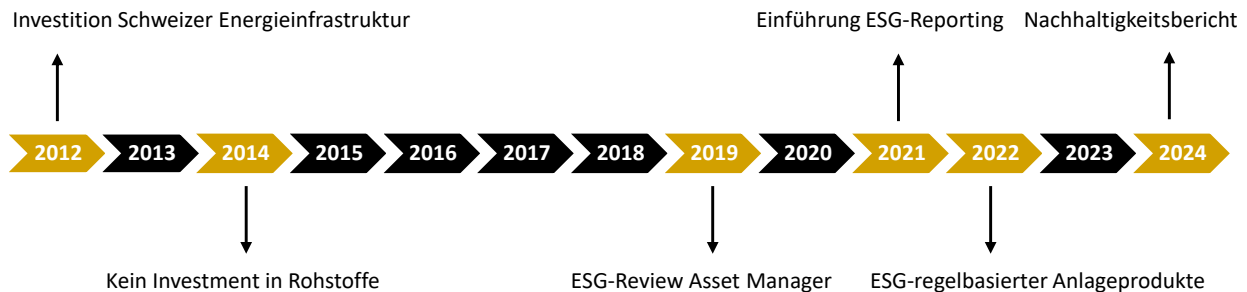 Investition Schweizer Energieinfrastruktur
Einführung ESG-Reporting
Nachhaltigkeitsbericht
2012
2013
2014
2015
2016
2017
2018
2019
2020
2021
2022
2023
2024
Kein Investment in Rohstoffe
ESG-Review Asset Manager
ESG-regelbasierter Anlageprodukte